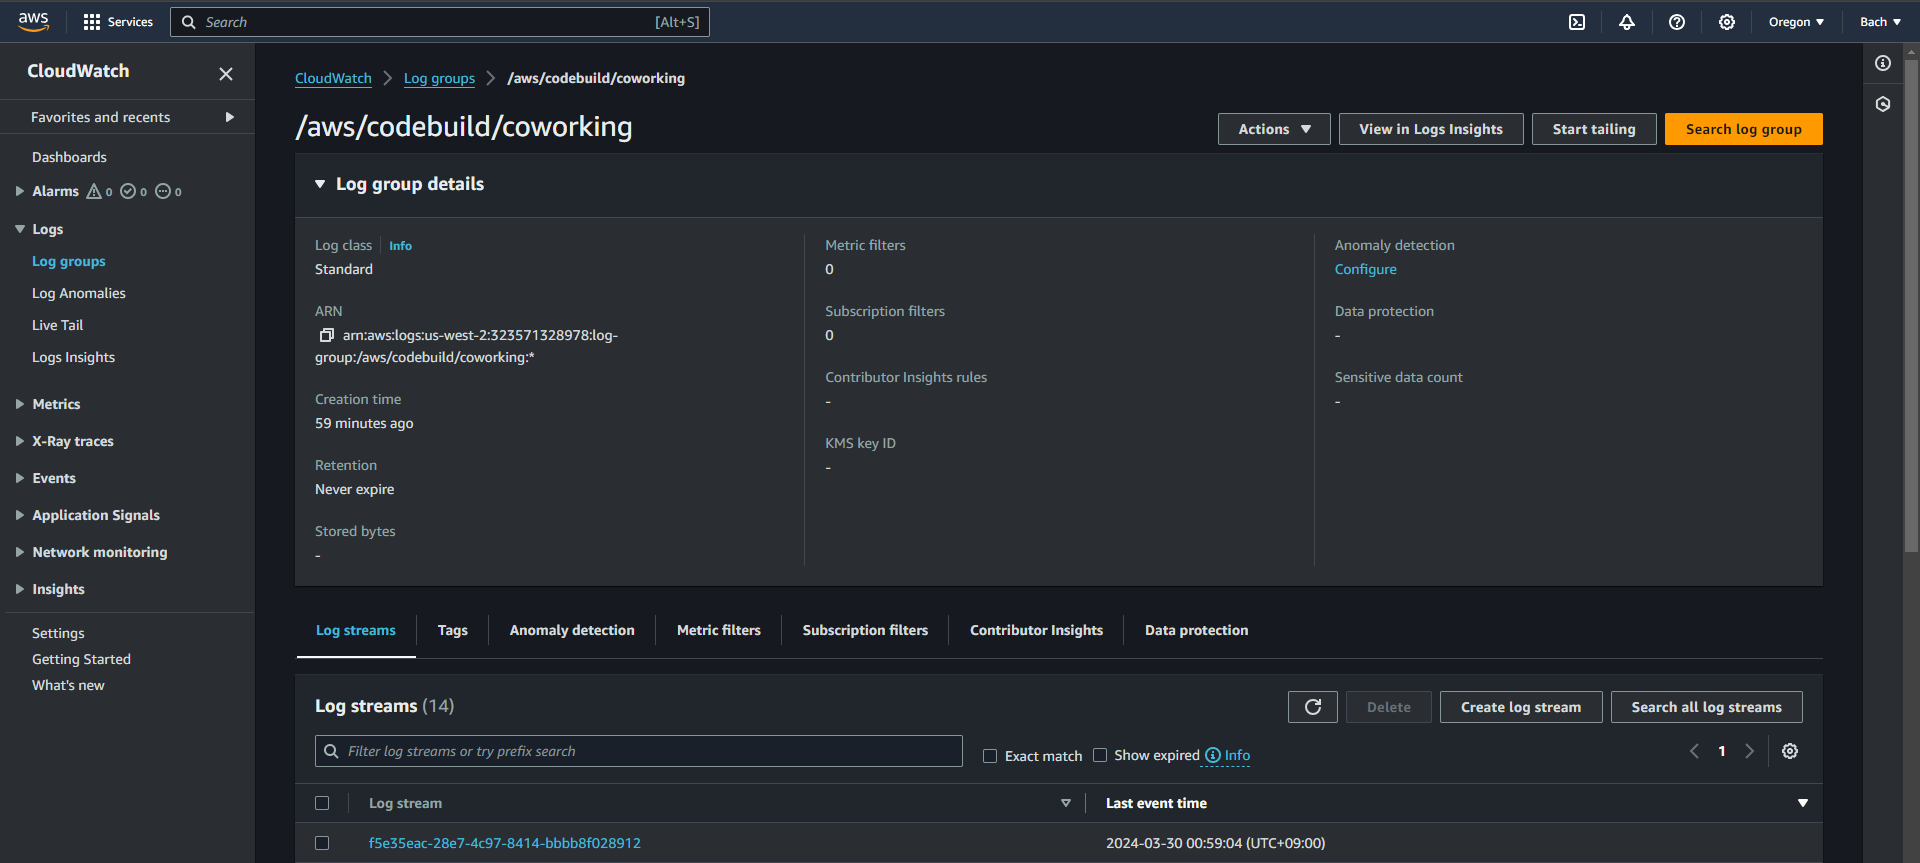 aws Services Search [Alt+S] Oregon Bach
CloudWatch
Favorites and recents
Dashboards
Alarms 0 0 0
Logs
Log groups
Log Anomalies
Live Tail
Logs Insights
Metrics
X-Ray traces
Events
Application Signals
Network monitoring
Insights
Settings
Getting Started
What's new
CloudWatch Log groups /aws/codebuild/coworking
/aws/codebuild/coworking
Actions View in Logs Insights Start tailing Search log group
Log group details
Log class Info
Standard
ARN
arn:aws:logs:us-west-2:323571328978:log-
group:/aws/codebuild/coworking:*
Creation time
59 minutes ago
Retention
Never expire
Stored bytes
-
Metric filters
0
Subscription filters
0
Contributor Insights rules
-
KMS key ID
-
Anomaly detection
Configure
Data protection
-
Sensitive data count
-
Log streams Tags Anomaly detection Metric filters Subscription filters Contributor Insights Data protection
Log streams (14)
Delete Create log stream Search all log streams
Filter log streams or try prefix search Exact match Show expired Info 1
Log stream Last event time
f5e35eac-28e7-4c97-8414-bbbb8f028912 2024-03-30 00:59:04 (UTC+09:00)